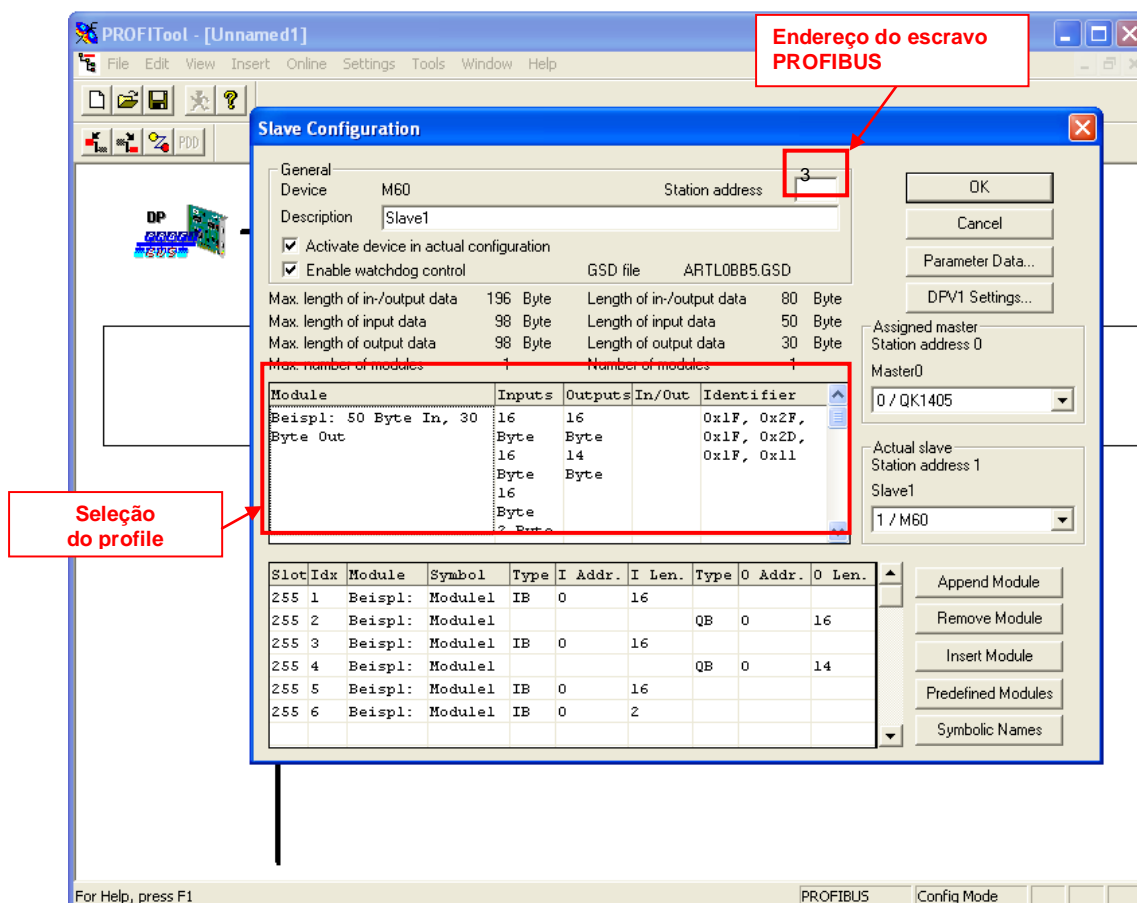 PROFITool - [Unnamed1]
Endereço do escravo
PROFIBUS
File Edit View Insert Online Settings Tools Window Help
PDD
Slave Configuration
General
Device M60 Station address 3
Description Slave1
Activate device in actual configuration
Enable watchdog control GSD file ARTL0BB5.GSD
Max. length of in-/output data 196 Byte Length of in-/output data 80 Byte
Max. length of input data 98 Byte Length of input data 50 Byte
Max. length of output data 98 Byte Length of output data 30 Byte
Max. number of modules 1 Number of modules 1
OK
Cancel
Parameter Data...
DPV1 Settings...
Assigned master
Station address 0
Master0
0 / QK1405
Actual slave
Station address 1
Slave1
1 / M60
DP
Module Inputs Outputs In/Out Identifier
Beispl: 50 Byte In, 30 16 16 0x1F, 0x2F,
Byte Out Byte Byte 0x1F, 0x2D,
16 14 0x1F, 0x11
Byte Byte
16
Byte
2 Byte
Seleção
do profile
Slot Idx Module Symbol Type I Addr. I Len. Type O Addr. O Len.
255 1 Beispl: Module1 IB 0 16
255 2 Beispl: Module1 QB 0 16
255 3 Beispl: Module1 IB 0 16
255 4 Beispl: Module1 QB 0 14
255 5 Beispl: Module1 IB 0 16
255 6 Beispl: Module1 IB 0 2
Append Module
Remove Module
Insert Module
Predefined Modules
Symbolic Names
For Help, press F1 PROFIBUS Config Mode